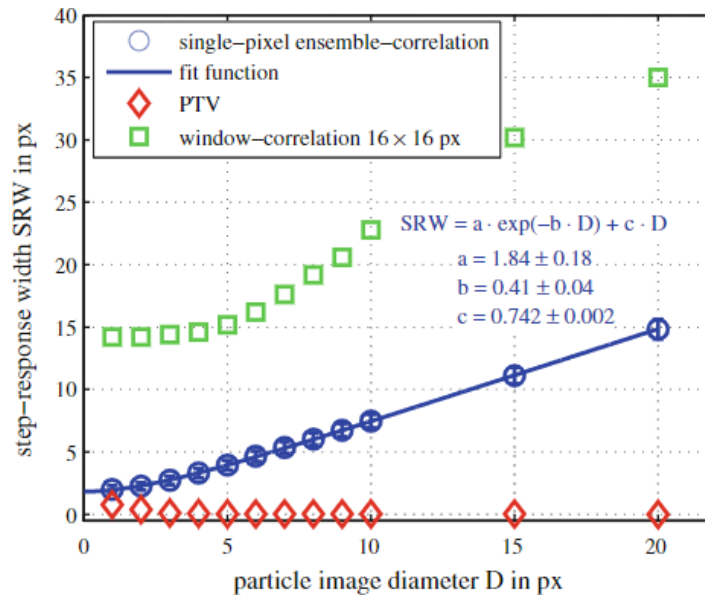 40
35
30
25
20
15
10
5
0
step-response width SRW in px
single-pixel ensemble-correlation
fit function
PTV
window-correlation 16 × 16 px
SRW = a · exp(-b · D) + c · D
a = 1.84 ± 0.18
b = 0.41 ± 0.04
c = 0.742 ± 0.002
0 5 10 15 20
particle image diameter D in px